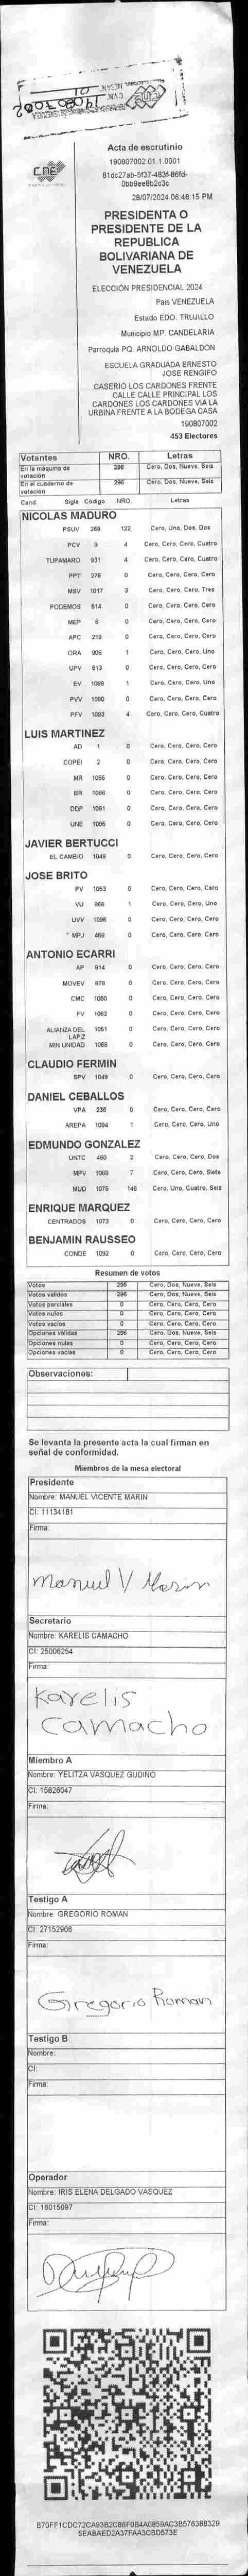 CNE
Acta de escrutinio
190807002.01.1.0001
28/07/2024 06:48:15 PM
PRESIDENTA O
PRESIDENTE DE LA
REPUBLICA
BOLIVARIANA DE
VENEZUELA
ELECCIÓN PRESIDENCIAL 2024
País VENEZUELA
Estado EDO. TRUJILLO
Municipio MP. CANDELARIA
Parroquia PQ. ARNOLDO GABALDON
ESCUELA GRADUADA ERNESTO
JOSE RENGIFO
CASERIO LOS CARDONES FRENTE
CALLE CALLE PRINCIPAL LOS
CARDONES LOS CARDONES VIA LA
URBINA FRENTE A LA BODEGA CASA
190807002
453 Electores
Votantes NRO. Letras
En la máquina de votación 296 Cero, Dos, Nueve, Seis
En el cuaderno de votación 296 Cero, Dos, Nueve, Seis
Cand. Sigla Código NRO. Letras
NICOLAS MADURO
PSUV 268 122 Cero, Uno, Dos, Dos
PCV 9 4 Cero, Cero, Cero, Cuatro
TUPAMARO 931 4 Cero, Cero, Cero, Cuatro
PPT 276 0 Cero, Cero, Cero, Cero
MSV 1017 3 Cero, Cero, Cero, Tres
PODEMOS 514 0 Cero, Cero, Cero, Cero
MEP 6 0 Cero, Cero, Cero, Cero
APC 219 0 Cero, Cero, Cero, Cero
ORA 906 1 Cero, Cero, Cero, Uno
UPV 513 0 Cero, Cero, Cero, Cero
EV 1089 1 Cero, Cero, Cero, Uno
PVV 1090 0 Cero, Cero, Cero, Cero
PFV 1093 4 Cero, Cero, Cero, Cuatro
LUIS MARTINEZ
AD 1 0 Cero, Cero, Cero, Cero
COPEI 2 0 Cero, Cero, Cero, Cero
MR 1065 0 Cero, Cero, Cero, Cero
BR 1086 0 Cero, Cero, Cero, Cero
DDP 1091 0 Cero, Cero, Cero, Cero
UNE 1095 0 Cero, Cero, Cero, Cero
JAVIER BERTUCCI
EL CAMBIO 1048 0 Cero, Cero, Cero, Cero
JOSE BRITO
PV 1053 0 Cero, Cero, Cero, Cero
VU 968 1 Cero, Cero, Cero, Uno
UVV 1096 0 Cero, Cero, Cero, Cero
MPJ 459 0 Cero, Cero, Cero, Cero
ANTONIO ECARRI
AP 914 0 Cero, Cero, Cero, Cero
MOVEV 978 0 Cero, Cero, Cero, Cero
CMC 1050 0 Cero, Cero, Cero, Cero
FV 1062 0 Cero, Cero, Cero, Cero
ALIANZA DEL LAPIZ 1051 0 Cero, Cero, Cero, Cero
MIN UNIDAD 1068 0 Cero, Cero, Cero, Cero
CLAUDIO FERMIN
SPV 1049 0 Cero, Cero, Cero, Cero
DANIEL CEBALLOS
VPA 236 0 Cero, Cero, Cero, Cero
AREPA 1094 1 Cero, Cero, Cero, Uno
EDMUNDO GONZALEZ
UNTC 460 2 Cero, Cero, Cero, Dos
MPV 1069 7 Cero, Cero, Cero, Siete
MUD 1075 146 Cero, Uno, Cuatro, Seis
ENRIQUE MARQUEZ
CENTRADOS 1073 0 Cero, Cero, Cero, Cero
BENJAMIN RAUSSEO
CONDE 1092 0 Cero, Cero, Cero, Cero
Resumen de votos
Votos 296 Cero, Dos, Nueve, Seis
Votos válidos 296 Cero, Dos, Nueve, Seis
Votos parciales 0 Cero, Cero, Cero, Cero
Votos nulos 0 Cero, Cero, Cero, Cero
Votos vacíos 0 Cero, Cero, Cero, Cero
Opciones válidas 296 Cero, Dos, Nueve, Seis
Opciones nulas 0 Cero, Cero, Cero, Cero
Opciones vacías 0 Cero, Cero, Cero, Cero
Observaciones:
Se levanta la presente acta la cual firman en
señal de conformidad.
Miembros de la mesa electoral
Presidente
Nombre: MANUEL VICENTE MARIN
CI: 11134181
Firma:
Manuel V Marin
Secretario
Nombre: KARELIS CAMACHO
CI: 25006254
Firma:
Karelis
Camacho
Miembro A
Nombre: YELITZA VASQUEZ GUDINO
CI: 15826047
Firma:
Testigo A
Nombre: GREGORIO ROMAN
CI: 27152906
Firma:
Gregorio Roman
Testigo B
Nombre:
CI:
Firma:
Operador
Nombre: IRIS ELENA DELGADO VASQUEZ
CI: 16015097
Firma: